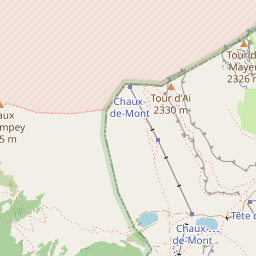 Tour d
Mayen
2326 m
Tour d'Aï
2330 m
Chaux-
de-Mont
aux
mpey
5 m
Tête d
Chaux-
de-Mont